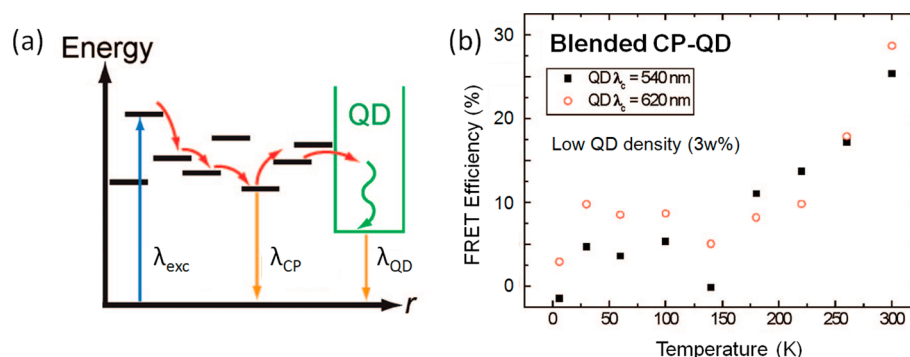 (a)
Energy
QD
λexc
λCP
λQD
r
(b)
Blended CP-QD
QD λc = 540 nm
QD λc = 620 nm
Low QD density (3w%)
FRET Efficiency (%)
30
20
10
0
0 50 100 150 200 250 300
Temperature (K)